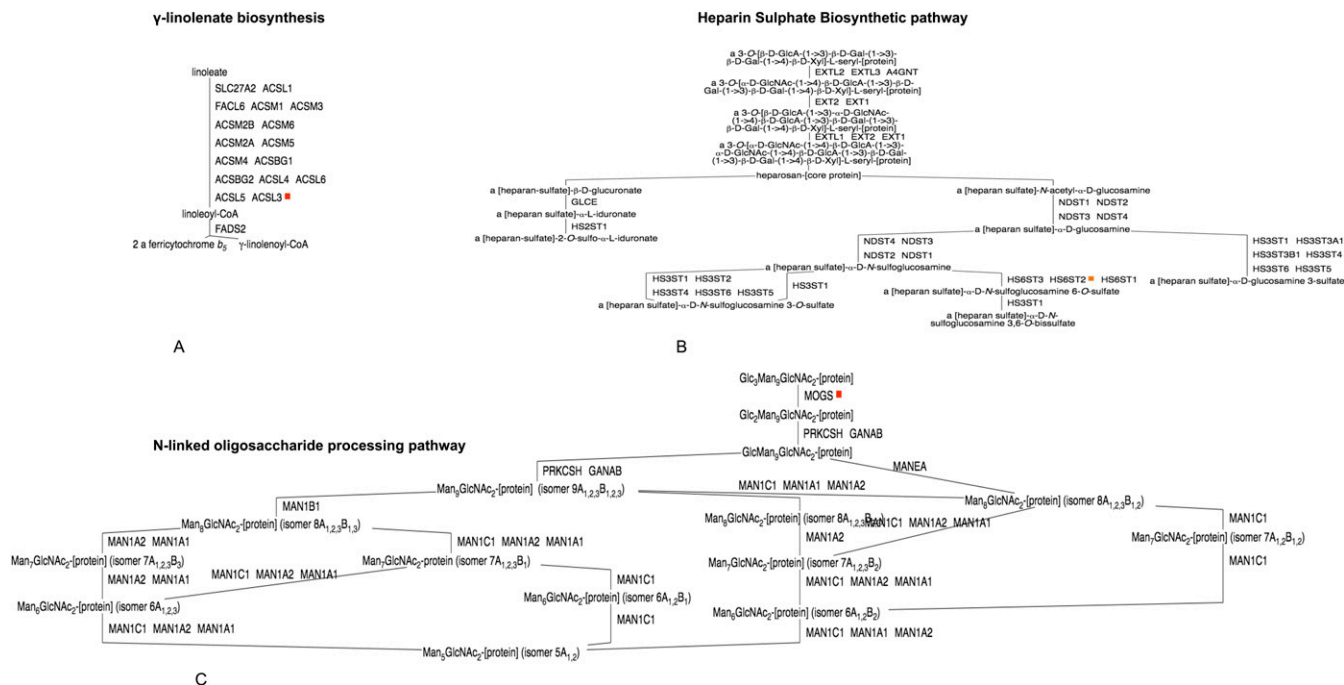 γ-linolenate biosynthesis
linoleate
SLC27A2 ACSL1
FACL6 ACSM1 ACSM3
ACSM2B ACSM6
ACSM2A ACSM5
ACSM4 ACSBG1
ACSBG2 ACSL4 ACSL6
ACSL5 ACSL3
linoleoyl-CoA
FADS2
2 a ferricytochrome b5 γ-linolenoyl-CoA
A
Heparin Sulphate Biosynthetic pathway
a 3-O-[β-D-GlcA-(1->3)-β-D-Gal-(1->3)-
β-D-Gal-(1->4)-β-D-Xyl]-L-seryl-[protein]
EXTL2 EXTL3 A4GNT
a 3-O-[α-D-GlcNAc-(1->4)-β-D-GlcA-(1->3)-β-D-
Gal-(1->3)-β-D-Gal-(1->4)-β-D-Xyl]-L-seryl-[protein]
EXT2 EXT1
a 3-O-[β-D-GlcA-(1->3)-α-D-GlcNAc-
(1->4)-β-D-GlcA-(1->3)-β-D-Gal-(1->3)-
β-D-Gal-(1->4)-β-D-Xyl]-L-seryl-[protein]
EXTL1 EXT2 EXT1
a 3-O-[α-D-GlcNAc-(1->4)-β-D-GlcA-(1->3)-
α-D-GlcNAc-(1->4)-β-D-GlcA-(1->3)-β-D-Gal-
(1->3)-β-D-Gal-(1->4)-β-D-Xyl]-L-seryl-[protein]
heparosan-[core protein]
a [heparan-sulfate]-β-D-glucuronate
GLCE
a [heparan sulfate]-α-L-iduronate
HS2ST1
a [heparan-sulfate]-2-O-sulfo-α-L-iduronate
a [heparan sulfate]-N-acetyl-α-D-glucosamine
NDST1 NDST2
NDST3 NDST4
a [heparan sulfate]-α-D-glucosamine
NDST4 NDST3
NDST2 NDST1
a [heparan sulfate]-α-D-N-sulfoglucosamine
HS3ST1 HS3ST3A1
HS3ST3B1 HS3ST4
HS3ST6 HS3ST5
a [heparan sulfate]-α-D-glucosamine 3-sulfate
HS3ST1 HS3ST2
HS3ST4 HS3ST6 HS3ST5
HS3ST1
a [heparan sulfate]-α-D-N-sulfoglucosamine 3-O-sulfate
HS6ST3 HS6ST2 HS6ST1
a [heparan sulfate]-α-D-N-sulfoglucosamine 6-O-sulfate
HS3ST1
a [heparan sulfate]-α-D-N-
sulfoglucosamine 3,6-O-bissulfate
B
N-linked oligosaccharide processing pathway
Glc3Man9GlcNAc2-[protein]
MOGS
Glc2Man9GlcNAc2-[protein]
PRKCSH GANAB
GlcMan9GlcNAc2-[protein]
PRKCSH GANAB
MANEA
Man9GlcNAc2-[protein] (isomer 9A1,2,3B1,2,3)
MAN1C1 MAN1A1 MAN1A2
Man8GlcNAc2-[protein] (isomer 8A1,2,3B1,2)
MAN1B1
Man8GlcNAc2-[protein] (isomer 8A1,2,3B1,3)
Man8GlcNAc2-[protein] (isomer 8A1,2,3
MAN1C1 MAN1A2 MAN1A1
MAN1A2
MAN1C1
Man7GlcNAc2-[protein] (isomer 7A1,2B1,2)
MAN1C1
MAN1A2 MAN1A1
MAN1C1 MAN1A2 MAN1A1
Man7GlcNAc2-[protein] (isomer 7A1,2,3B3)
Man7GlcNAc2-protein (isomer 7A1,2,3B1)
Man7GlcNAc2-[protein] (isomer 7A1,2,3B2)
MAN1A2 MAN1A1
MAN1C1 MAN1A2 MAN1A1
MAN1C1
MAN1C1 MAN1A2 MAN1A1
Man6GlcNAc2-[protein] (isomer 6A1,2,3)
Man6GlcNAc2-[protein] (isomer 6A1,2B1)
Man6GlcNAc2-[protein] (isomer 6A1,2B2)
MAN1C1 MAN1A2 MAN1A1
MAN1C1
MAN1C1 MAN1A1 MAN1A2
Man5GlcNAc2-[protein] (isomer 5A1,2)
C